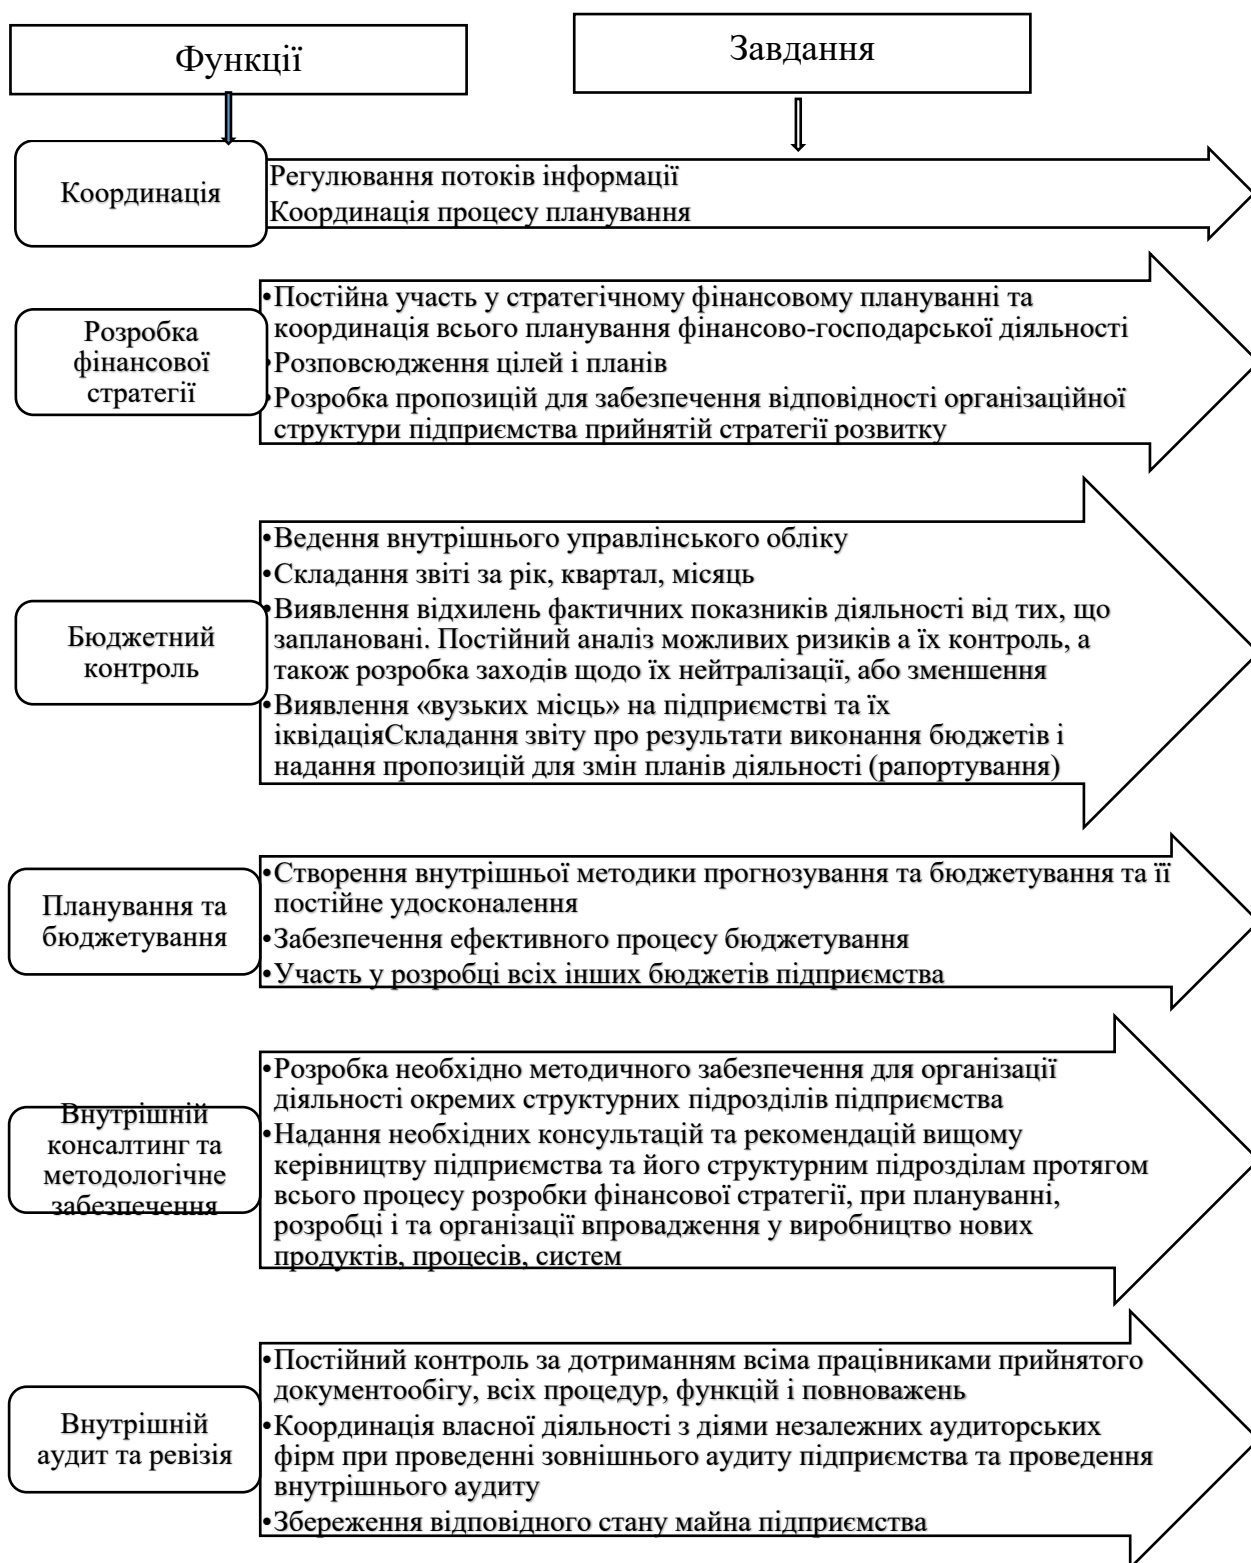 Функції
Завдання
Координація
Регулювання потоків інформації
Координація процесу планування
Розробка
фінансової
стратегії
•Постійна участь у стратегічному фінансовому плануванні та
координація всього планування фінансово-господарської діяльності
•Розповсюдження цілей і планів
•Розробка пропозицій для забезпечення відповідності організаційної
структури підприємства прийнятій стратегії розвитку
Бюджетний
контроль
•Ведення внутрішнього управлінського обліку
•Складання звіті за рік, квартал, місяць
•Виявлення відхилень фактичних показників діяльності від тих, що
заплановані. Постійний аналіз можливих ризиків а їх контроль, а
також розробка заходів щодо їх нейтралізації, або зменшення
•Виявлення «вузьких місць» на підприємстві та їх
іквідаціяСкладання звіту про результати виконання бюджетів і
надання пропозицій для змін планів діяльності (рапортування)
Планування та
бюджетування
•Створення внутрішньої методики прогнозування та бюджетування та її
постійне удосконалення
•Забезпечення ефективного процесу бюджетування
•Участь у розробці всіх інших бюджетів підприємства
Внутрішній
консалтинг та
методологічне
забезпечення
•Розробка необхідно методичного забезпечення для організації
діяльності окремих структурних підрозділів підприємства
•Надання необхідних консультацій та рекомендацій вищому
керівництву підприємства та його структурним підрозділам протягом
всього процесу розробки фінансової стратегії, при плануванні,
розробці і та організації впровадження у виробництво нових
продуктів, процесів, систем
Внутрішній
аудит та ревізія
•Постійний контроль за дотриманням всіма працівниками прийнятого
документообігу, всіх процедур, функцій і повноважень
•Координація власної діяльності з діями незалежних аудиторських
фірм при проведенні зовнішнього аудиту підприємства та проведення
внутрішнього аудиту
•Збереження відповідного стану майна підприємства